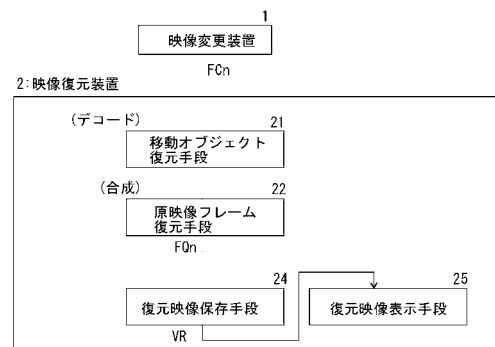 1
映像変更装置
FCn
2:映像復元装置
(デコード)
21
移動オブジェクト
復元手段
(合成)
22
原映像フレーム
復元手段
FQn
24
25
復元映像保存手段
復元映像表示手段
VR